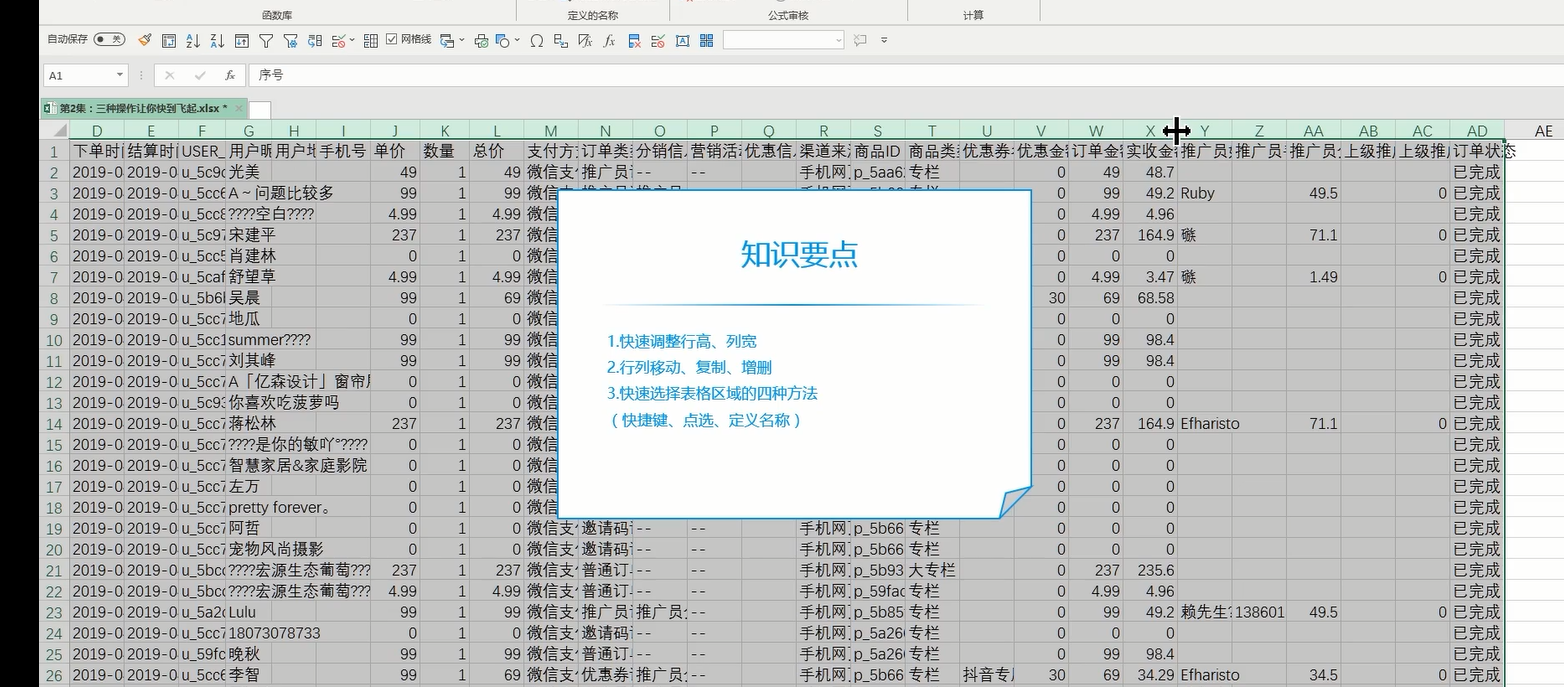 函数库 定义的名称 公式审核 计算
自动保存 关 网格线
A1 fx 序号
第2集：三种操作让你快到飞起.xlsx *
D E F G H I J K L M N O P Q R S T U V W X Y Z AA AB AC AD AE
1 下单时 结算时 USER_ 用户昵 用户地 手机号 单价 数量 总价 支付方 订单类 分销信 营销活 优惠信 渠道来 商品ID 商品类 优惠券 优惠金 订单金 实收金 推广员 推广员 推广员 上级推 上级推 订单状态
2 2019-0 2019-0 u_5c9 光美 49 1 49 微信支 推广员 -- -- 手机网 p_5aa6 专栏 0 49 48.7 已完成
3 2019-0 2019-0 u_5cc6 A～问题比较多 99 1 99 微信 0 99 49.2 Ruby 49.5 0 已完成
4 2019-0 2019-0 u_5cc8 ????空白???? 4.99 1 4.99 微信 0 4.99 4.96 已完成
5 2019-0 2019-0 u_5c97 宋建平 237 1 237 微信 0 237 164.9 71.1 0 已完成
6 2019-0 2019-0 u_5cc5 肖建林 0 1 0 微信 0 0 0 已完成
7 2019-0 2019-0 u_5caf 舒望草 4.99 1 4.99 微信 0 4.99 3.47 1.49 0 已完成
8 2019-0 2019-0 u_5b6 吴晨 99 1 69 微信 30 69 68.58 已完成
9 2019-0 2019-0 u_5cc7 地瓜 0 1 0 微信 0 0 0 已完成
10 2019-0 2019-0 u_5cc1 summer???? 99 1 99 微信 0 99 98.4 已完成
11 2019-0 2019-0 u_5cc7 刘其峰 99 1 99 微信 0 99 98.4 已完成
12 2019-0 2019-0 u_5cc7 A「亿森设计」窗帘 0 1 0 微信 0 0 0 已完成
13 2019-0 2019-0 u_5c93 你喜欢吃菠萝吗 0 1 0 微信 0 0 0 已完成
14 2019-0 2019-0 u_5cc7 蒋松林 237 1 237 微信 0 237 164.9 Efharisto 71.1 0 已完成
15 2019-0 2019-0 u_5cc7 ????是你的敏吖°???? 0 1 0 微信 0 0 0 已完成
16 2019-0 2019-0 u_5cc7 智慧家居&家庭影院 0 1 0 微信 0 0 0 已完成
17 2019-0 2019-0 u_5cc7 左万 0 1 0 微信 0 0 0 已完成
18 2019-0 2019-0 u_5cc7 pretty forever。 0 1 0 微信 0 0 0 已完成
19 2019-0 2019-0 u_5cc7 阿哲 0 1 0 微信支 邀请码 -- -- 手机网 p_5b66 专栏 0 0 0 已完成
20 2019-0 2019-0 u_5cc7 宠物风尚摄影 0 1 0 微信支 邀请码 -- -- 手机网 p_5b66 专栏 0 0 0 已完成
21 2019-0 2019-0 u_5bc ????宏源生态葡萄??? 237 1 237 微信支 普通订 -- -- 手机网 p_5b93 大专栏 0 237 235.6 已完成
22 2019-0 2019-0 u_5bc ????宏源生态葡萄??? 4.99 1 4.99 微信支 普通订 -- -- 手机网 p_59fa 专栏 0 4.99 4.96 已完成
23 2019-0 2019-0 u_5a2 Lulu 99 1 99 微信支 推广员 推广员 -- 手机网 p_5b85 专栏 0 99 49.2 赖先生 138601 49.5 0 已完成
24 2019-0 2019-0 u_5cc7 18073078733 0 1 0 微信支 邀请码 -- -- 手机网 p_5a26 专栏 0 0 0 已完成
25 2019-0 2019-0 u_59f 晚秋 99 1 99 微信支 普通订 -- -- 手机网 p_5a26 专栏 0 99 98.4 已完成
26 2019-0 2019-0 u_5cc6 李智 99 1 69 微信支 优惠券 推广员 -- 手机网 p_5b66 专栏 抖音专 30 69 34.29 Efharisto 34.5 0 已完成
知识要点
1.快速调整行高、列宽
2.行列移动、复制、增删
3.快速选择表格区域的四种方法
（快捷键、点选、定义名称）